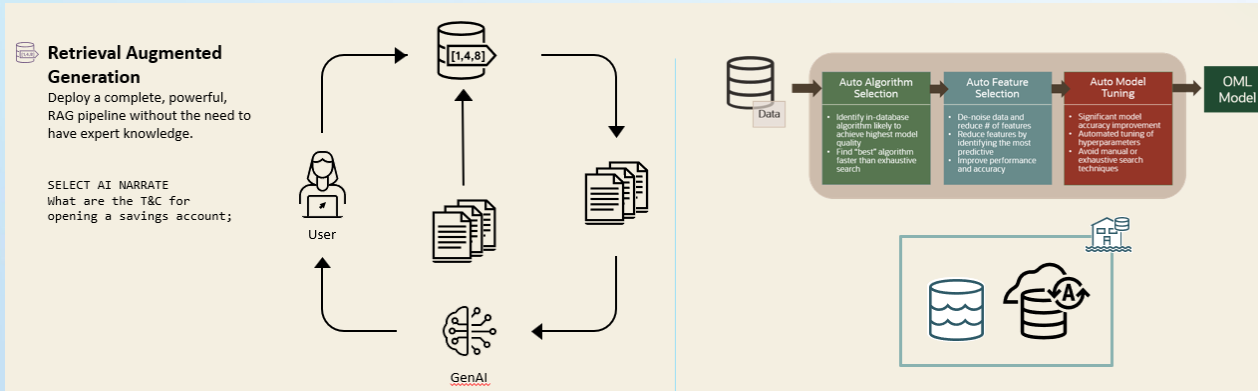 Retrieval Augmented
Generation
Deploy a complete, powerful,
RAG pipeline without the need to
have expert knowledge.
SELECT AI NARRATE
What are the T&C for
opening a savings account;
[1,4,8]
User
GenAI
Data
Auto Algorithm
Selection
• Identify in-database
algorithm likely to
achieve highest model
quality
• Find "best" algorithm
faster than exhaustive
search
Auto Feature
Selection
• De-noise data and
reduce # of features
• Reduce features by
identifying the most
predictive
• Improve performance
and accuracy
Auto Model
Tuning
• Significant model
accuracy improvement
• Automated tuning of
hyperparameters
• Avoid manual or
exhaustive search
techniques
OML
Model
A